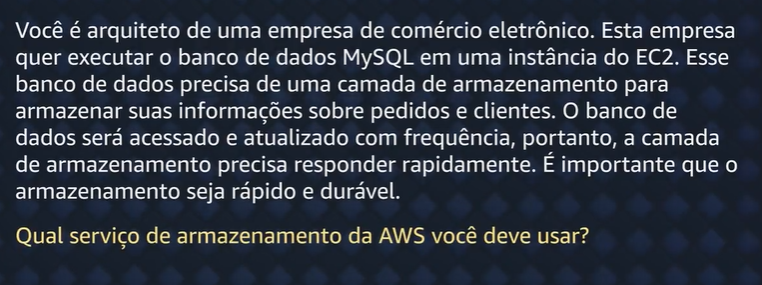 Você é arquiteto de uma empresa de comércio eletrônico. Esta empresa
quer executar o banco de dados MySQL em uma instância do EC2. Esse
banco de dados precisa de uma camada de armazenamento para
armazenar suas informações sobre pedidos e clientes. O banco de
dados será acessado e atualizado com frequência, portanto, a camada
de armazenamento precisa responder rapidamente. É importante que o
armazenamento seja rápido e durável.
Qual serviço de armazenamento da AWS você deve usar?